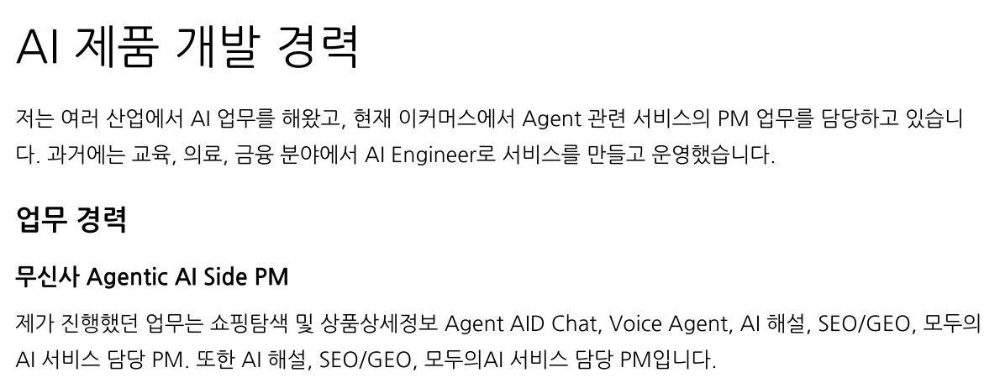 AI 제품 개발 경력
저는 여러 산업에서 AI 업무를 해왔고, 현재 이커머스에서 Agent 관련 서비스의 PM 업무를 담당하고 있습니
다. 과거에는 교육, 의료, 금융 분야에서 AI Engineer로 서비스를 만들고 운영했습니다.
업무 경력
무신사 Agentic AI Side PM
제가 진행했던 업무는 쇼핑탐색 및 상품상세정보 Agent AID Chat, Voice Agent, AI 해설, SEO/GEO, 모두의
AI 서비스 담당 PM. 또한 AI 해설, SEO/GEO, 모두의AI 서비스 담당 PM입니다.